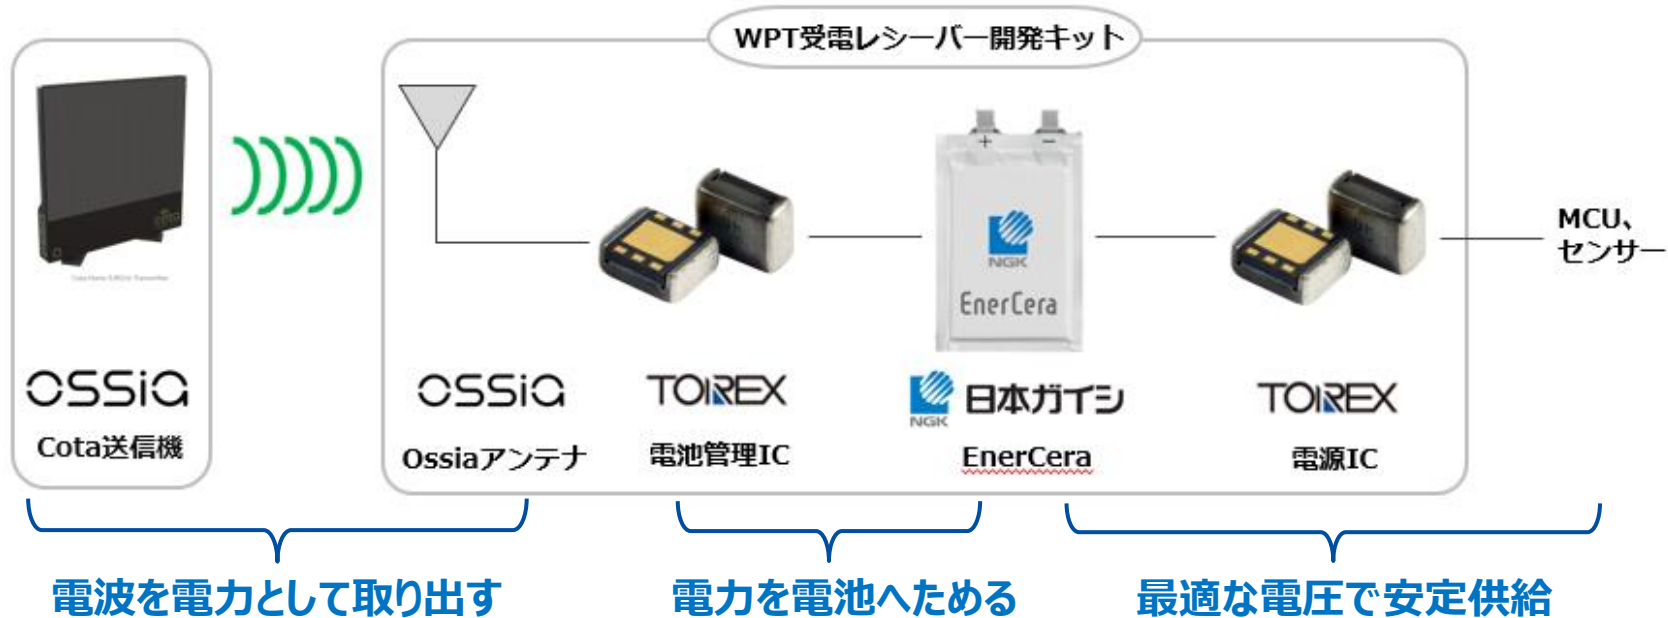 WPT受電レシーバー開発キット
cota
+ −
NGK
EnerCera
MCU、
センサー
OSSiA
Cota送信機
OSSiA
Ossiaアンテナ
TOIREX
電池管理IC
NGK
日本ガイシ
EnerCera
TOIREX
電源IC
電波を電力として取り出す
電力を電池へためる
最適な電圧で安定供給